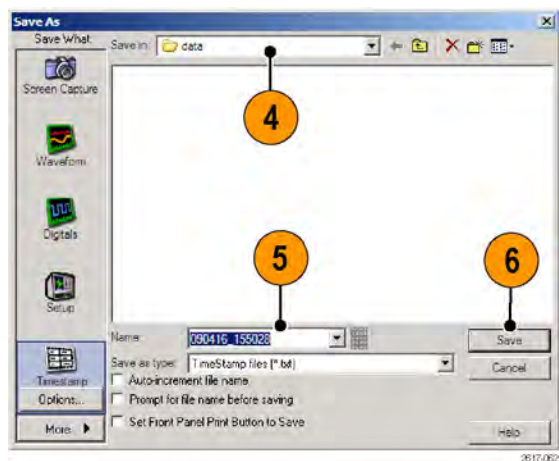 Save As
Save What
Save in: data
Screen Capture
4
Waveform
Digitals
5
6
Setup
Name: 090416_155028
Save
Save as type: TimeStamp files (*.txt)
Cancel
Timestamp
Auto-increment file name
Options...
Prompt for file name before saving
Set Front Panel Print Button to Save
More
Help
2617-062